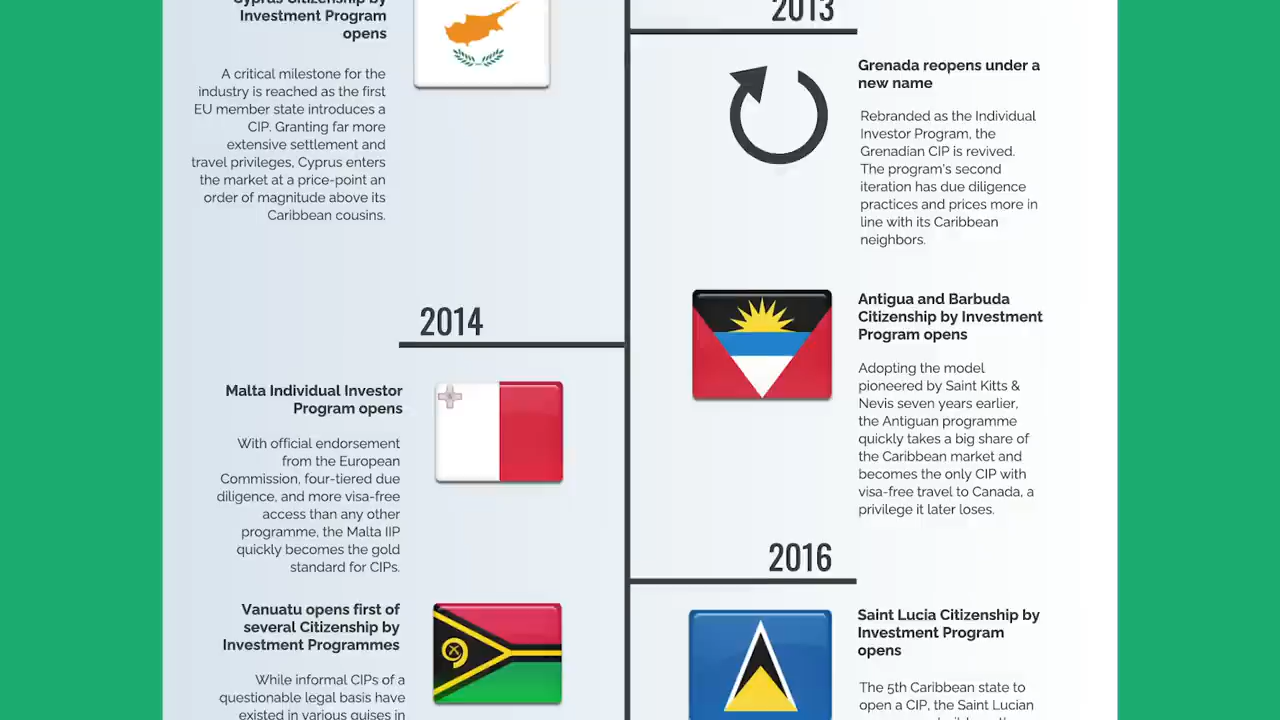 Cyprus Citizenship by
Investment Program
opens
A critical milestone for the
industry is reached as the first
EU member state introduces a
CIP. Granting far more
extensive settlement and
travel privileges, Cyprus enters
the market at a price-point an
order of magnitude above its
Caribbean cousins.
2013
Grenada reopens under a
new name
Rebranded as the Individual
Investor Program, the
Grenadian CIP is revived.
The program's second
iteration has due diligence
practices and prices more in
line with its Caribbean
neighbors.
Antigua and Barbuda
Citizenship by Investment
Program opens
Adopting the model
pioneered by Saint Kitts &
Nevis seven years earlier,
the Antiguan programme
quickly takes a big share of
the Caribbean market and
becomes the only CIP with
visa-free travel to Canada, a
privilege it later loses.
2014
Malta Individual Investor
Program opens
With official endorsement
from the European
Commission, four-tiered due
diligence, and more visa-free
access than any other
programme, the Malta IIP
quickly becomes the gold
standard for CIPs.
Vanuatu opens first of
several Citizenship by
Investment Programmes
While informal CIPs of a
questionable legal basis have
existed in various guises in
2016
Saint Lucia Citizenship by
Investment Program
opens
The 5th Caribbean state to
open a CIP, the Saint Lucian